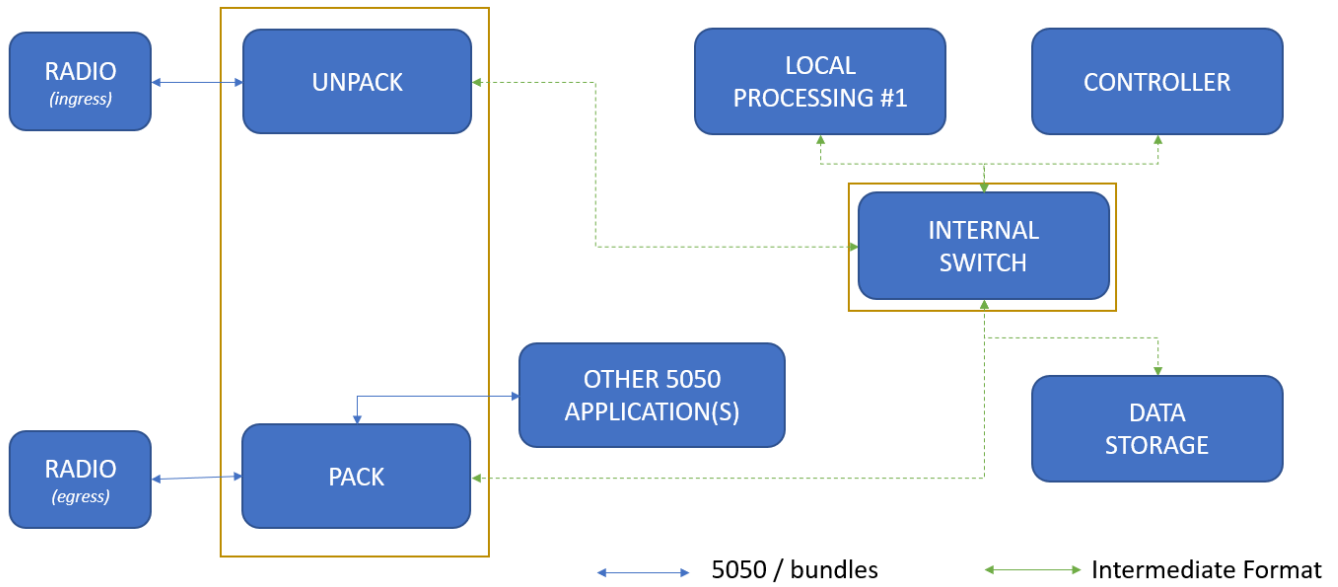 RADIO
(ingress)
UNPACK
LOCAL
PROCESSING #1
CONTROLLER
INTERNAL
SWITCH
OTHER 5050
APPLICATION(S)
DATA
STORAGE
RADIO
(egress)
PACK
5050 / bundles
Intermediate Format